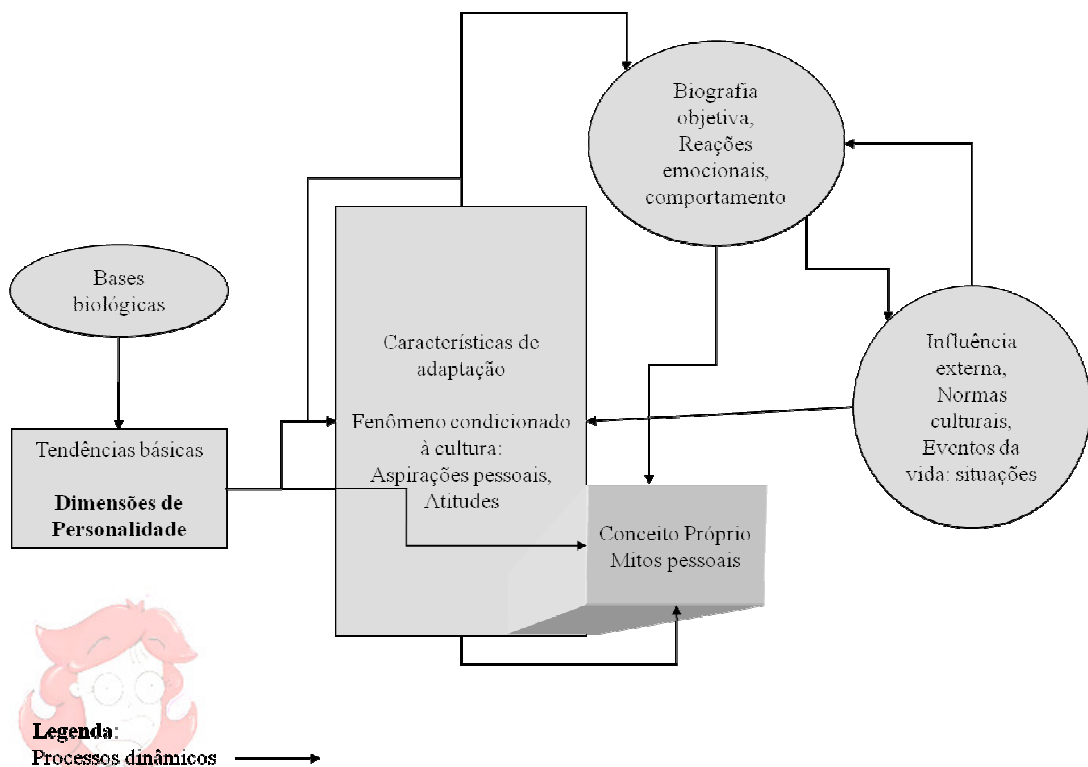 Biografia
objetiva,
Reações
emocionais,
comportamento
Bases
biológicas
Características de
adaptação
Fenômeno condicionado
à cultura:
Aspirações pessoais,
Atitudes
Influência
externa,
Normas
culturais,
Eventos da
vida: situações
Tendências básicas
Dimensões de
Personalidade
Conceito Próprio
Mitos pessoais
Legenda:
Processos dinâmicos